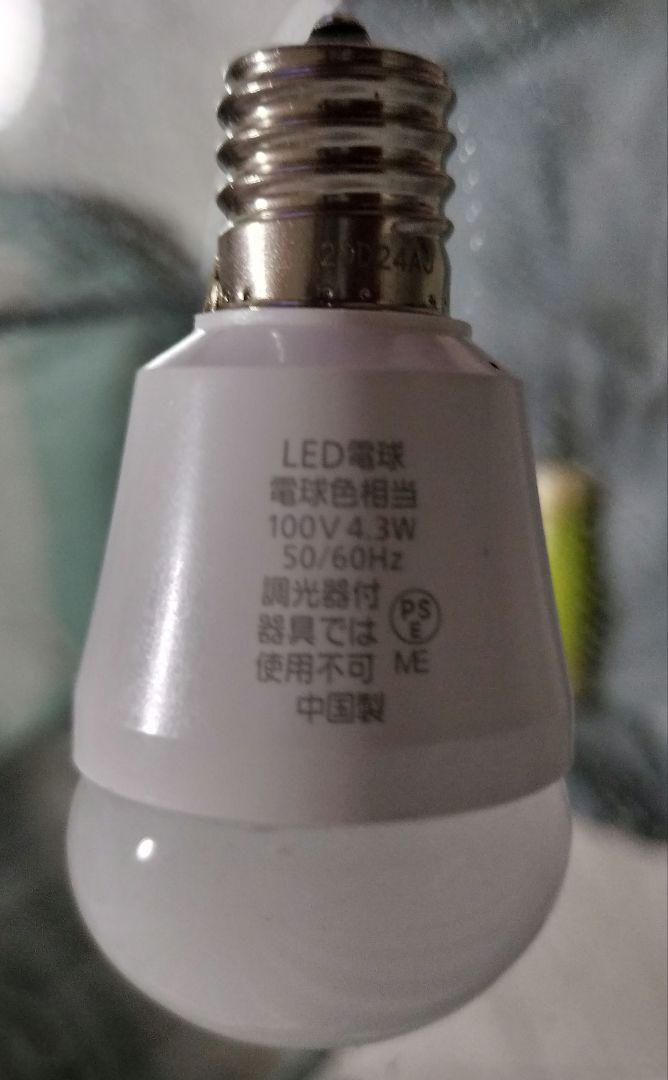 LED電球
電球色相当
100V 4.3W
50/60Hz
調光器付
器具では
使用不可
中国製
PS
E
ME